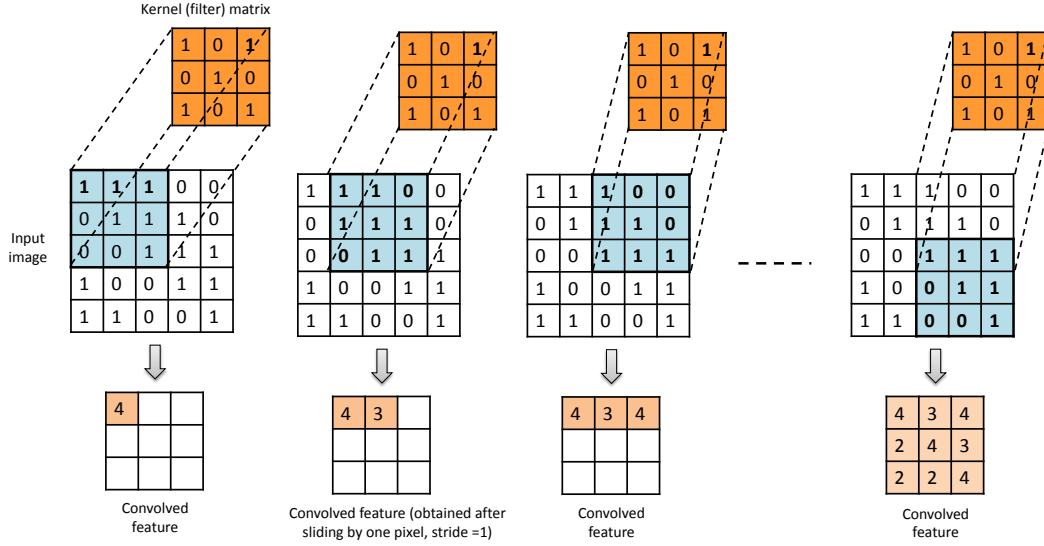 Kernel (filter) matrix
1 0 1
0 1 0
1 0 1
1 0 1
0 1 0
1 0 1
1 0 1
0 1 0
1 0 1
1 0 1
0 1 0
1 0 1
Input
image
1 1 1 0 0
0 1 1 1 0
0 0 1 1 1
1 0 0 1 1
1 1 0 0 1
1 1 1 0 0
0 1 1 1 0
0 0 1 1 1
1 0 0 1 1
1 1 0 0 1
1 1 1 0 0
0 1 1 1 0
0 0 1 1 1
1 0 0 1 1
1 1 0 0 1
1 1 1 0 0
0 1 1 1 0
0 0 1 1 1
1 0 0 1 1
1 1 0 0 1
4
Convolved
feature
4 3
Convolved feature (obtained after
sliding by one pixel, stride =1)
4 3 4
Convolved
feature
4 3 4
2 4 3
2 2 4
Convolved
feature